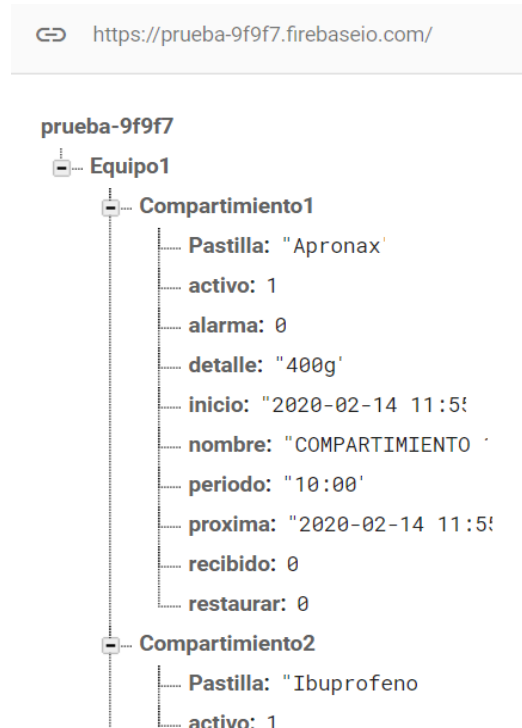 https://prueba-9f9f7.firebaseio.com/
prueba-9f9f7
Equipo1
Compartimiento1
Pastilla: "Apronax'
activo: 1
alarma: 0
detalle: "400g'
inicio: "2020-02-14 11:5
nombre: "COMPARTIMIENTO
periodo: "10:00'
proxima: "2020-02-14 11:5
recibido: 0
restaurar: 0
Compartimiento2
Pastilla: "Ibuprofeno
activo: 1